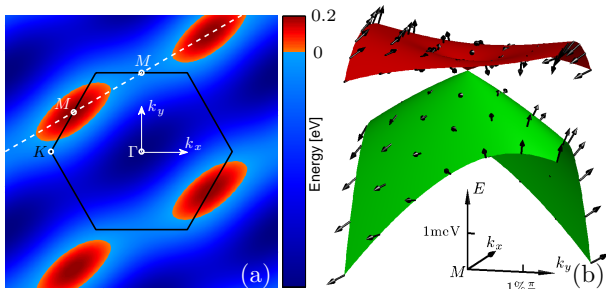 0.2
0
Energy [eV]
M
M
k_y
k_x
K
Γ
(a)
E
1meV
k_x
M
k_y
1% π
(b)